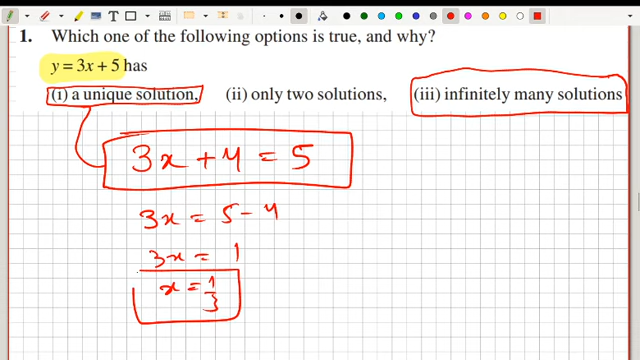 1. Which one of the following options is true, and why?
y = 3x + 5 has
(i) a unique solution, (ii) only two solutions, (iii) infinitely many solutions
3x + 4 = 5
3x = 5 - 4
3x = 1
x = 1/3